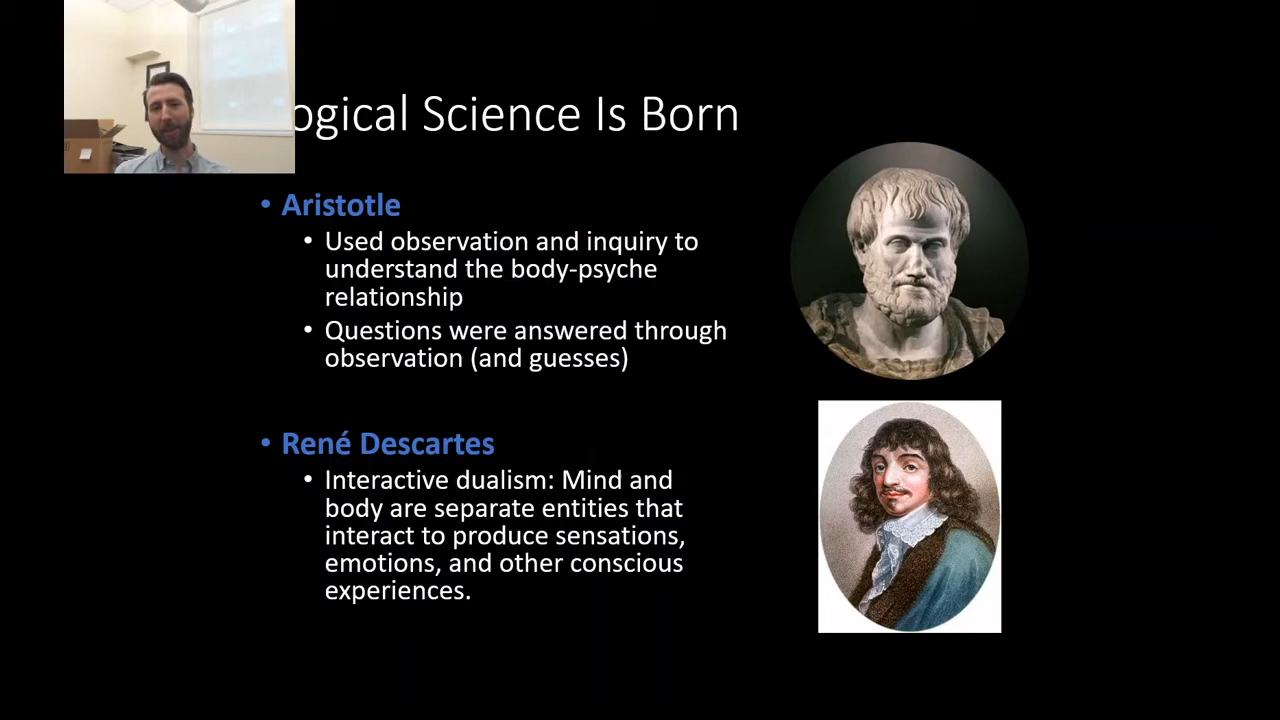 ogical Science Is Born
• Aristotle
• Used observation and inquiry to
understand the body-psyche
relationship
• Questions were answered through
observation (and guesses)
• René Descartes
• Interactive dualism: Mind and
body are separate entities that
interact to produce sensations,
emotions, and other conscious
experiences.